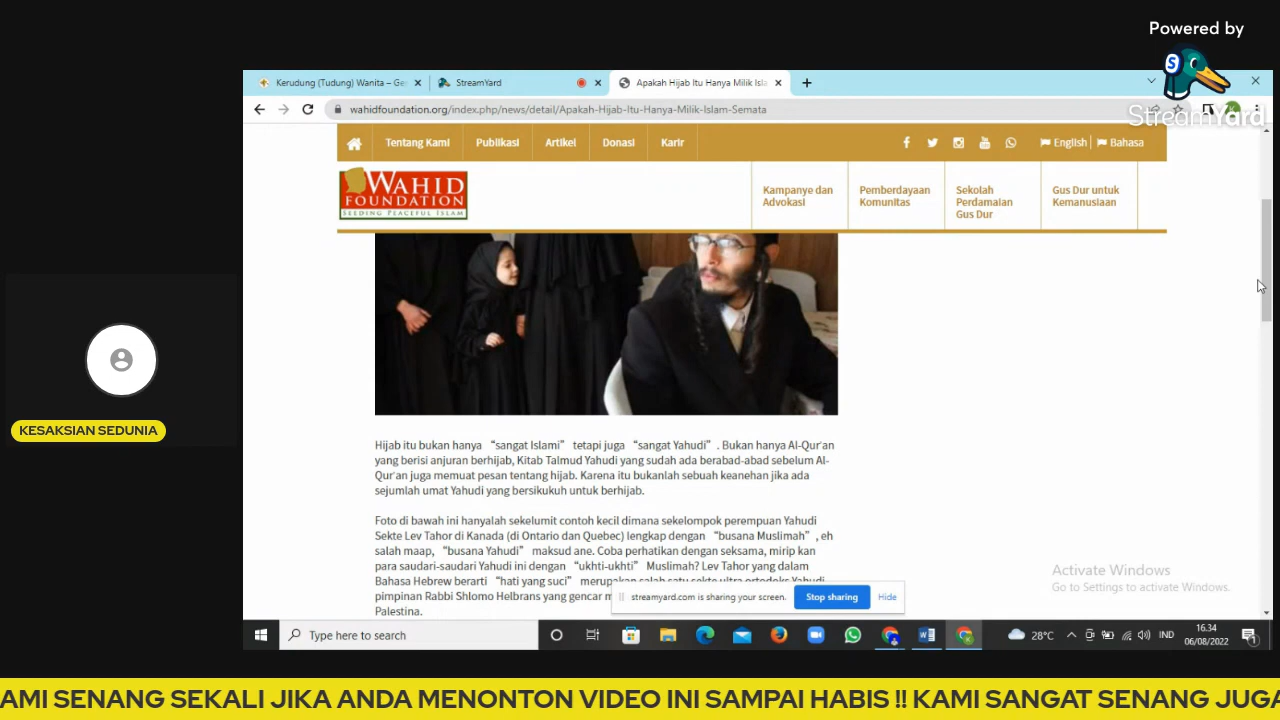 Powered by
StreamYard
Kerudung (Tudung) Wanita – Ge
StreamYard
Apakah Hijab Itu Hanya Milik Isla
wahidfoundation.org/index.php/news/detail/Apakah-Hijab-Itu-Hanya-Milik-Islam-Semata
Tentang Kami
Publikasi
Artikel
Donasi
Karir
English
Bahasa
WAHID
FOUNDATION
SEEDING PEACEFUL ISLAM
Kampanye dan
Advokasi
Pemberdayaan
Komunitas
Sekolah
Perdamaian
Gus Dur
Gus Dur untuk
Kemanusiaan
KESAKSIAN SEDUNIA
Hijab itu bukan hanya “sangat Islami” tetapi juga “sangat Yahudi”. Bukan hanya Al-Qur’an
yang berisi anjuran berhijab, Kitab Talmud Yahudi yang sudah ada berabad-abad sebelum Al-
Qur’an juga memuat pesan tentang hijab. Karena itu bukanlah sebuah keanehan jika ada
sejumlah umat Yahudi yang bersikukuh untuk berhijab.
Foto di bawah ini hanyalah sekelumit contoh kecil dimana sekelompok perempuan Yahudi
Sekte Lev Tahor di Kanada (di Ontario dan Quebec) lengkap dengan “busana Muslimah”, eh
salah maap, “busana Yahudi” maksud ane. Coba perhatikan dengan seksama, mirip kan
para saudari-saudari Yahudi ini dengan “ukhti-ukhti” Muslimah? Lev Tahor yang dalam
Bahasa Hebrew berarti “hati yang suci” merupakan salah satu sekte ultra ortodoks Yahudi
pimpinan Rabbi Shlomo Helbrans yang gencar m
Palestina.
Activate Windows
Go to Settings to activate Windows.
streamyard.com is sharing your screen.
Stop sharing
Hide
Type here to search
28°C
IND
16.34
06/08/2022
AMI SENANG SEKALI JIKA ANDA MENONTON VIDEO INI SAMPAI HABIS !! KAMI SANGAT SENANG JUGA